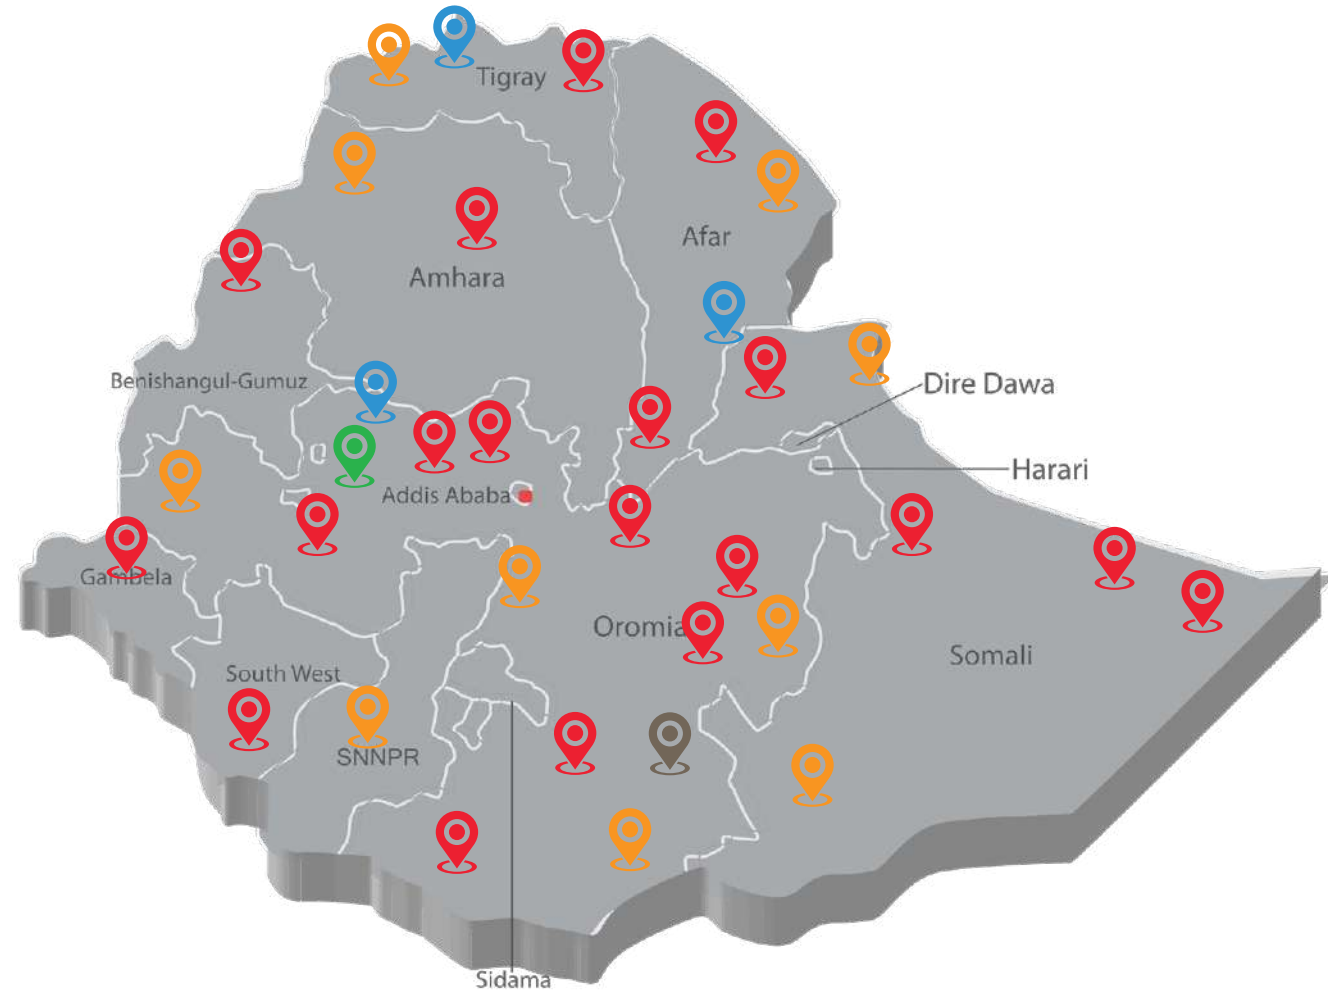 Tigray
Afar
Amhara
Benishangul-Gumuz
Dire Dawa
Harari
Addis Ababa
Gambela
Oromia
Somali
South West
SNNPR
Sidama